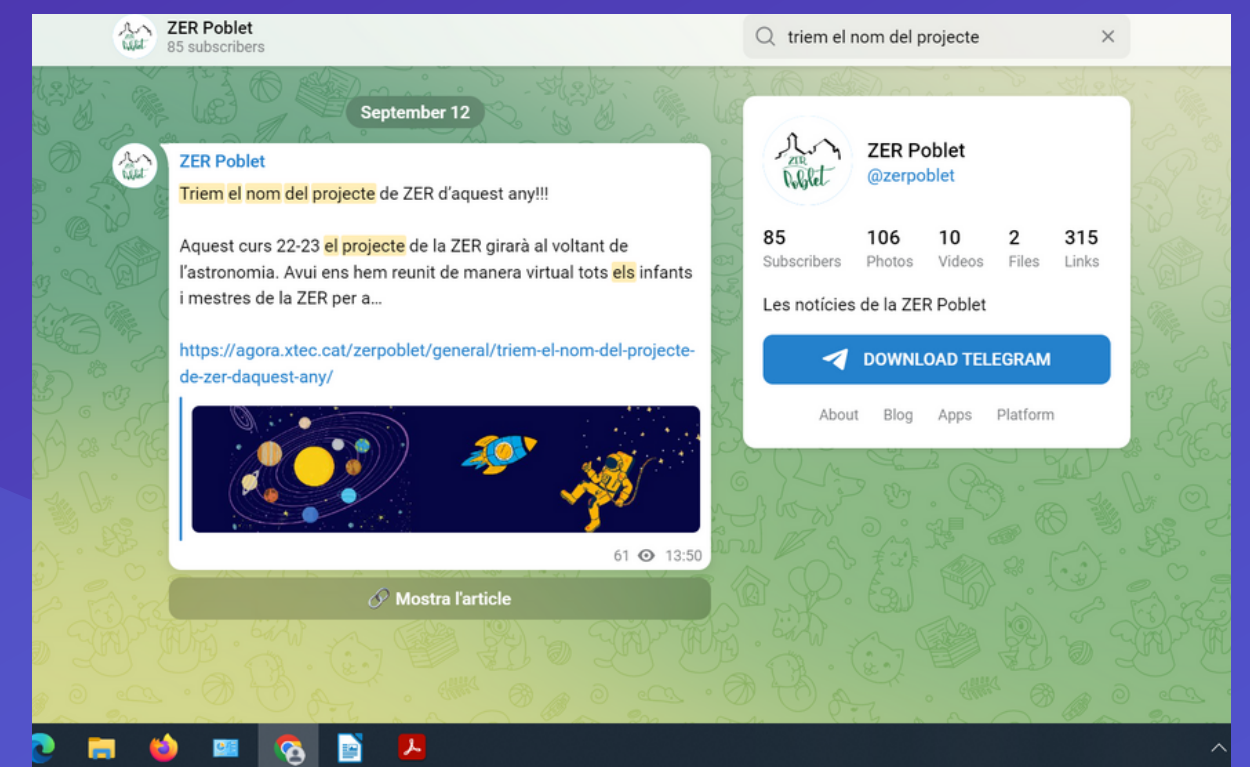 ZER Poblet
85 subscribers
triem el nom del projecte
September 12
ZER Poblet
ZER Poblet
Triem el nom del projecte de ZER d'aquest any!!!
Aquest curs 22-23 el projecte de la ZER girarà al voltant de
l'astronomia. Avui ens hem reunit de manera virtual tots els infants
i mestres de la ZER per a...
https://agora.xtec.cat/zerpoblet/general/triem-el-nom-del-projecte-
de-zer-daquest-any/
61 13:50
Mostra l'article
ZER Poblet
ZER Poblet
@zerpoblet
85 106 10 2 315
Subscribers Photos Videos Files Links
Les notícies de la ZER Poblet
DOWNLOAD TELEGRAM
About Blog Apps Platform